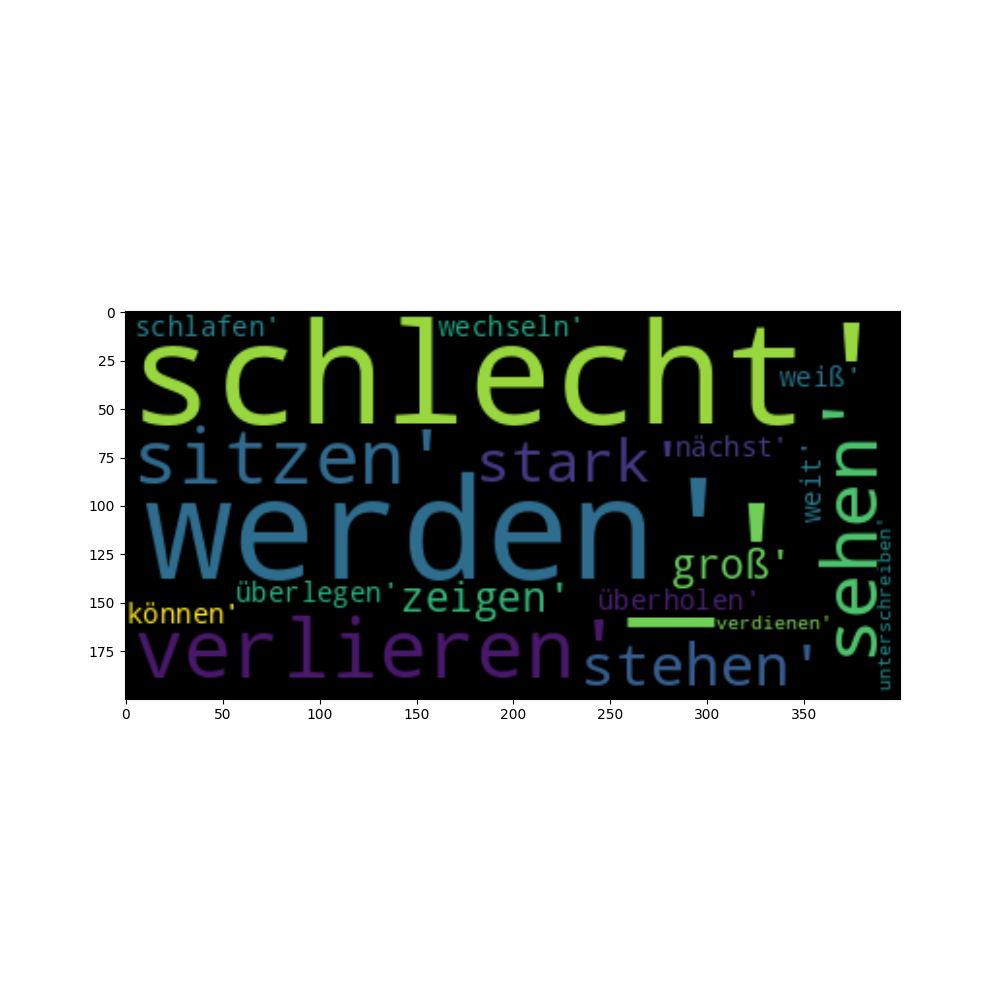 0
25
50
75
100
125
150
175
schlafen'
wechseln'
schlecht'
weiß'
sitzen'
stark'
nächst'
weit'
sehen'
werden'
'
groß'
unterschreiben'
überlegen'
zeigen'
überholen'
können'
verdienen'
verlieren'
stehen'
0 50 100 150 200 250 300 350